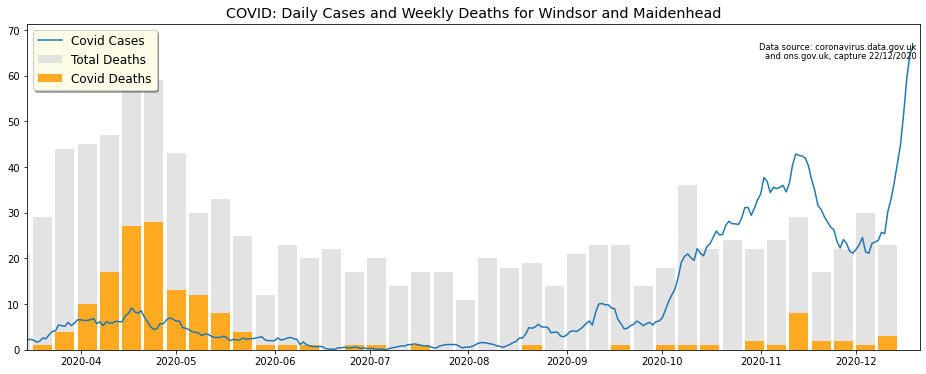 COVID: Daily Cases and Weekly Deaths for Windsor and Maidenhead
70
60
50
40
30
20
10
0
Covid Cases
Total Deaths
Covid Deaths
Data source: coronavirus.data.gov.uk
and ons.gov.uk, capture 22/12/2020
2020-04
2020-05
2020-06
2020-07
2020-08
2020-09
2020-10
2020-11
2020-12